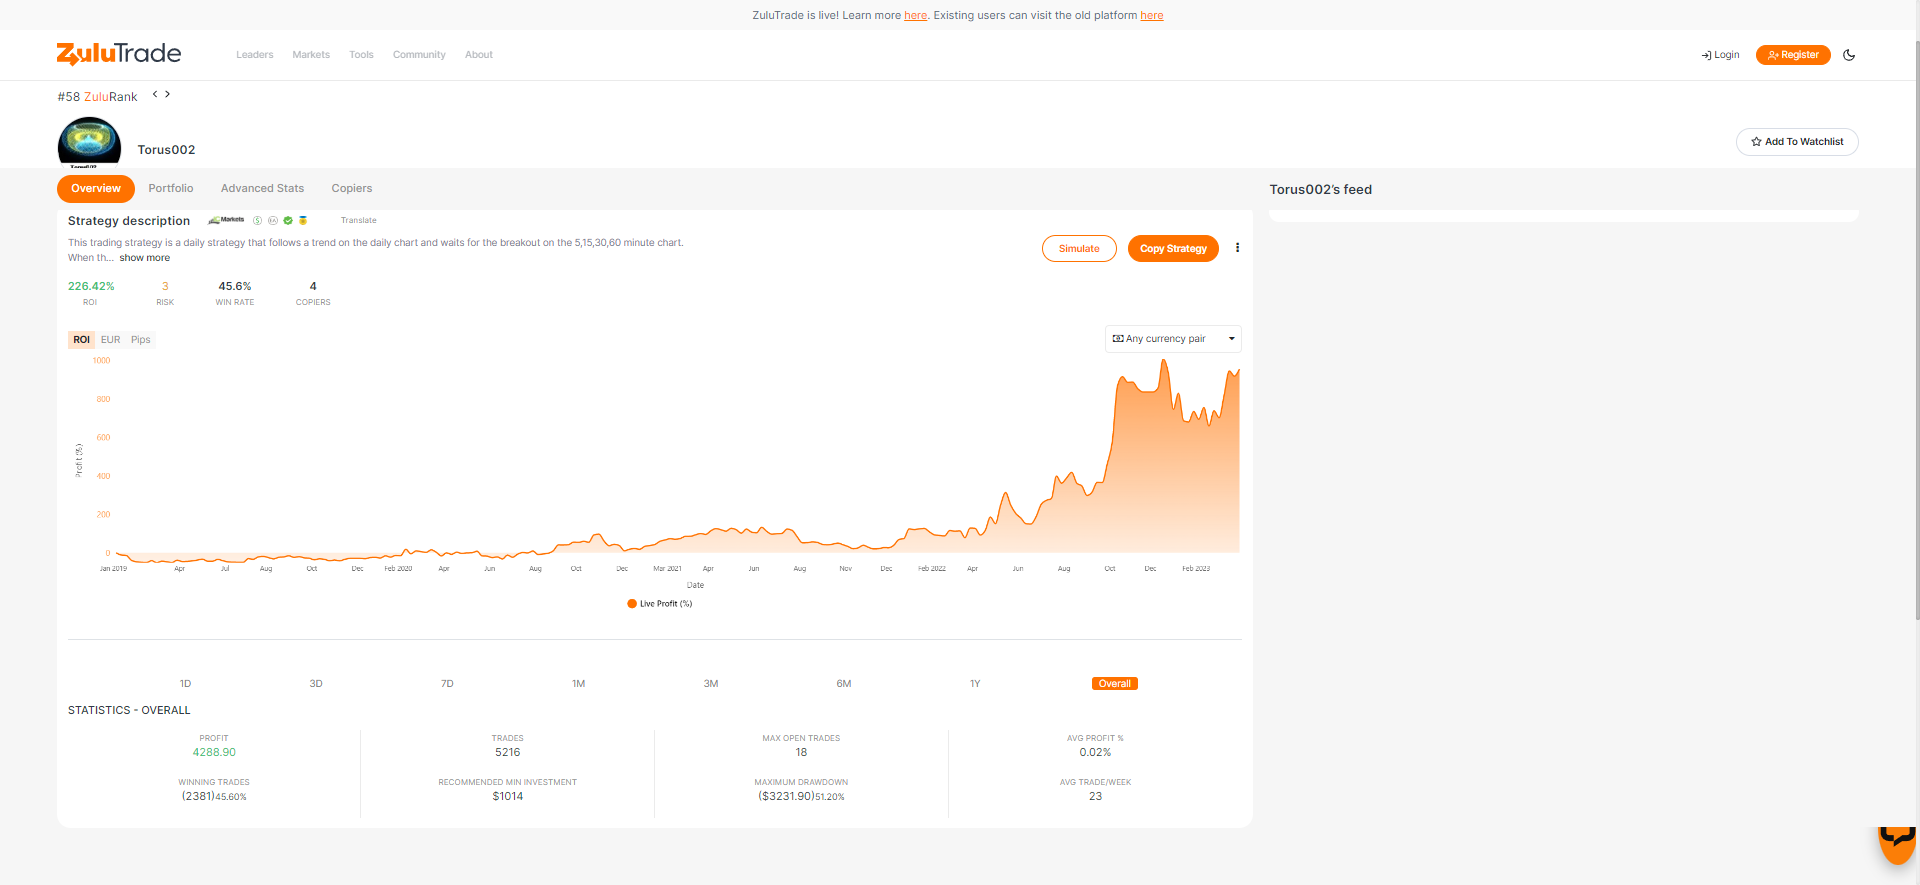 ZuluTrade is live! Learn more here. Existing users can visit the old platform here
ZuluTrade
Leaders Markets Tools Community About
Login Register
#58 ZuluRank
Torus002
Add To Watchlist
Overview Portfolio Advanced Stats Copiers
Torus002's feed
Strategy description Markets Translate
This trading strategy is a daily strategy that follows a trend on the daily chart and waits for the breakout on the 5,15,30,60 minute chart.
When th... show more
Simulate Copy Strategy
226.42% 3 45.6% 4
ROI RISK WIN RATE COPIERS
ROI EUR Pips
Any currency pair
1000
800
600
400
200
0
Profit (%)
Jan 2019 Apr Jul Aug Oct Dec Feb 2020 Apr Jun Aug Oct Dec Mar 2021 Apr Jun Aug Nov Dec Feb 2022 Apr Jun Aug Oct Dec Feb 2023
Date
Live Profit (%)
1D 3D 7D 1M 3M 6M 1Y Overall
STATISTICS - OVERALL
PROFIT TRADES MAX OPEN TRADES AVG PROFIT %
4288.90 5216 18 0.02%
WINNING TRADES RECOMMENDED MIN INVESTMENT MAXIMUM DRAWDOWN AVG TRADE/WEEK
(2381)45.60% $1014 ($3231.90)51.20% 23